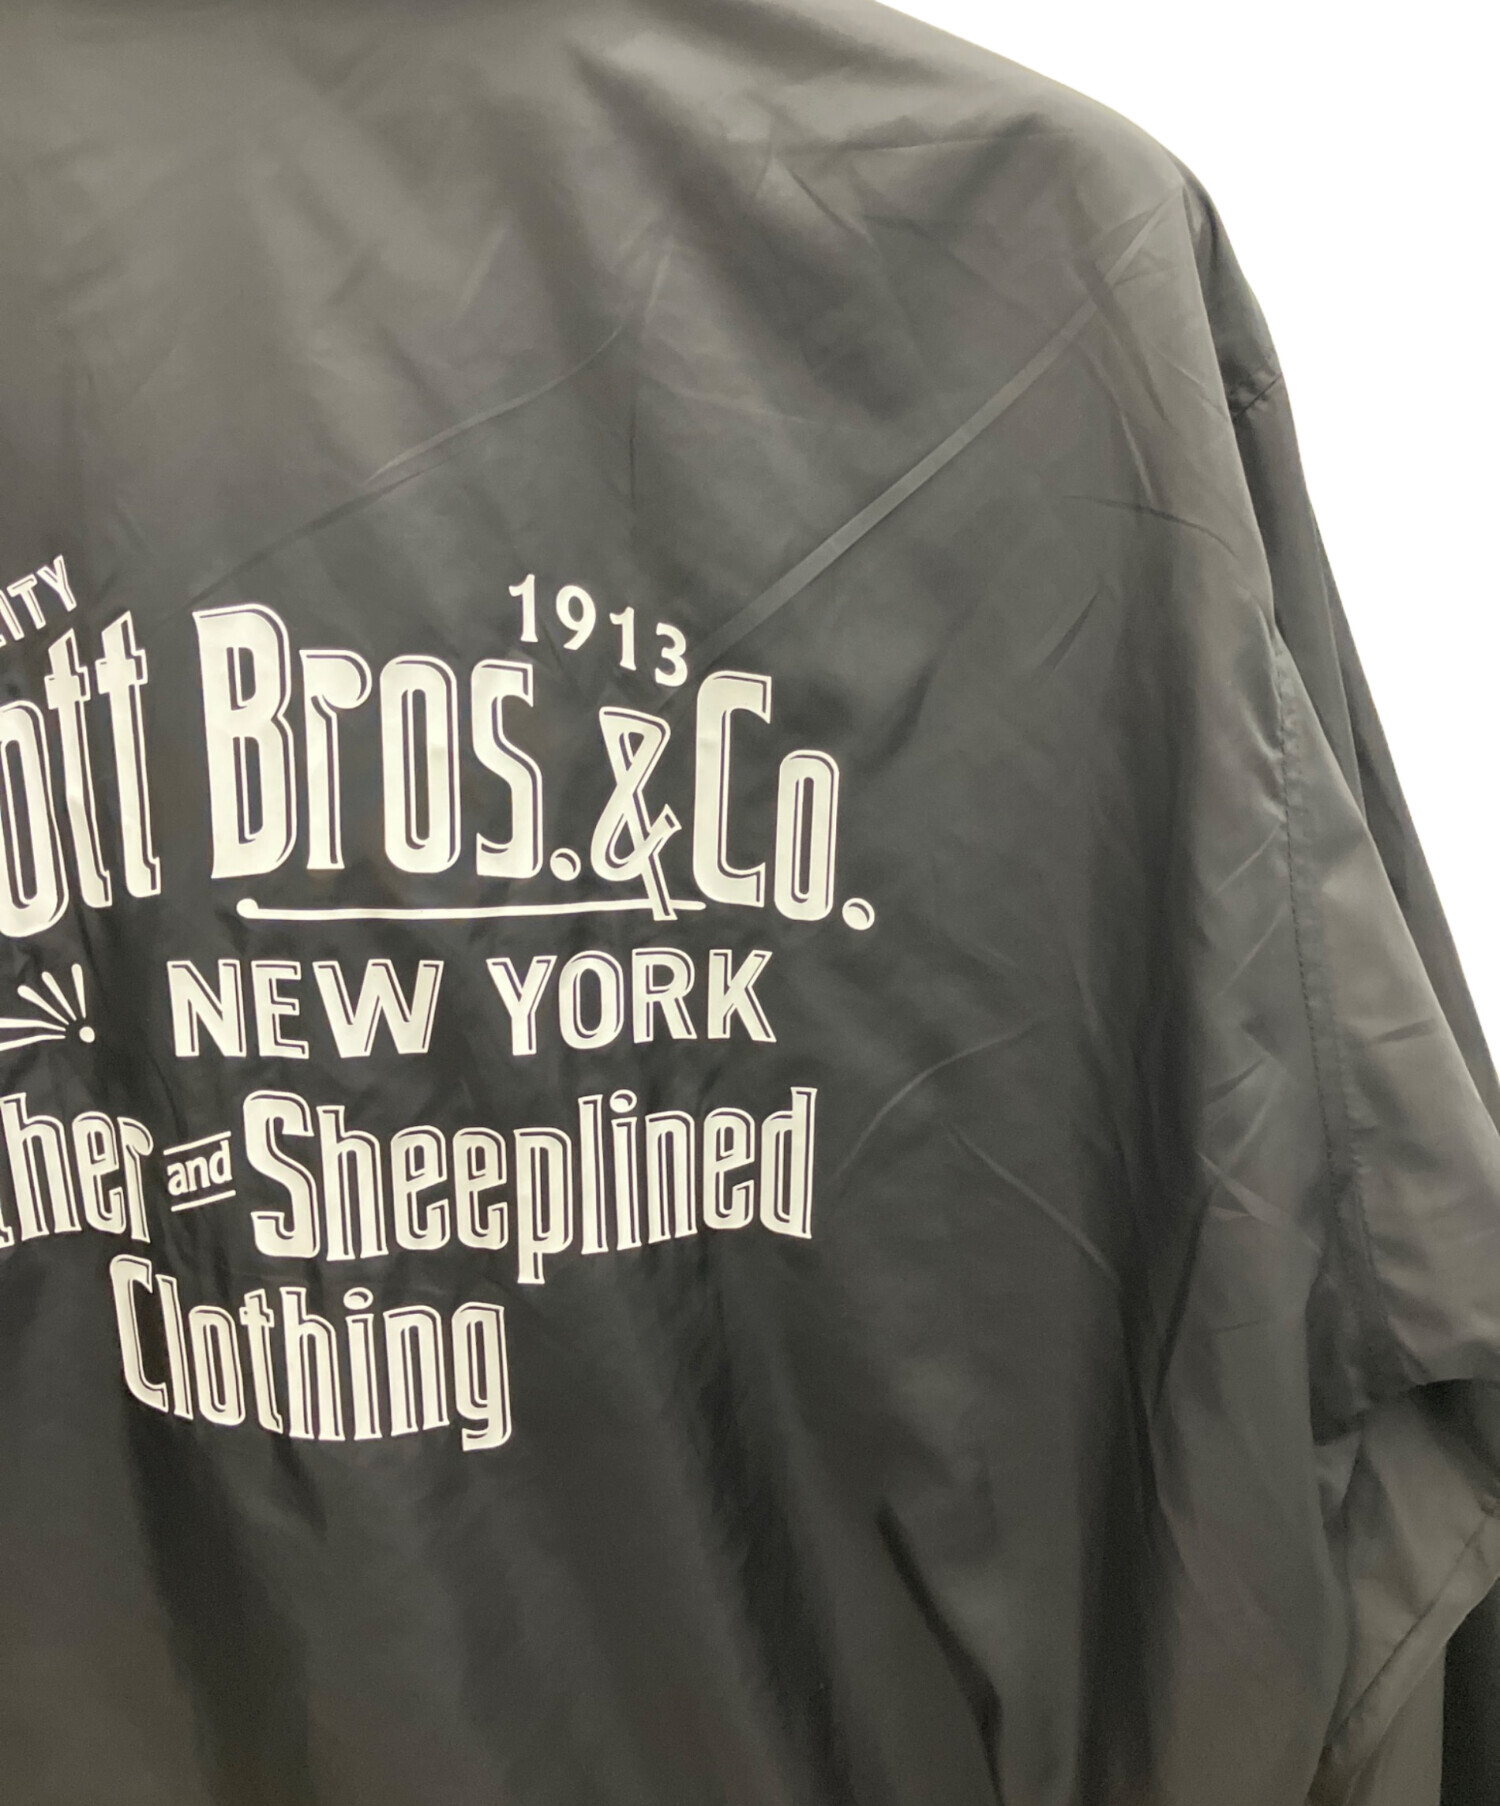 1913
Bros. & Co.
NEW YORK
and Sheeplined
Clothing